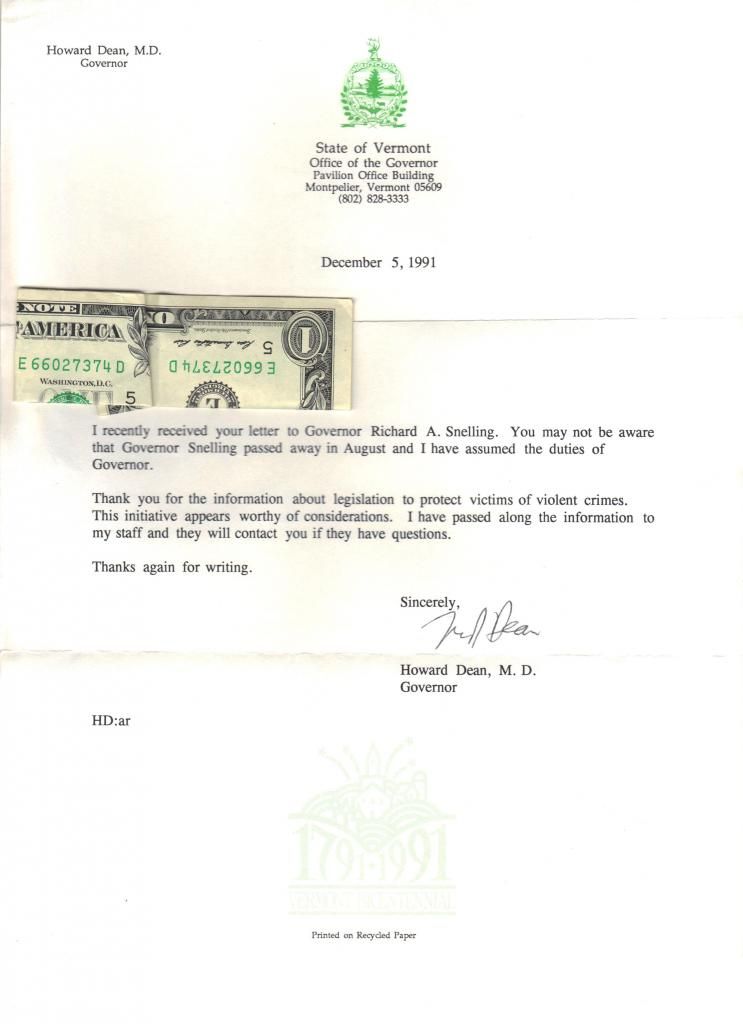 Howard Dean, M.D.
Governor
State of Vermont
Office of the Governor
Pavilion Office Building
Montpelier, Vermont 05609
(802) 828-3333
December 5, 1991
NOTE
AMERICA
E 66027374 D
WASHINGTON, D.C.
5
E 66027374 D
5
1
I recently received your letter to Governor Richard A. Snelling. You may not be aware
that Governor Snelling passed away in August and I have assumed the duties of
Governor.
Thank you for the information about legislation to protect victims of violent crimes.
This initiative appears worthy of considerations. I have passed along the information to
my staff and they will contact you if they have questions.
Thanks again for writing.
Sincerely,
Howard Dean, M. D.
Governor
HD:ar
1791-1991
VERMONT BICENTENNIAL
Printed on Recycled Paper